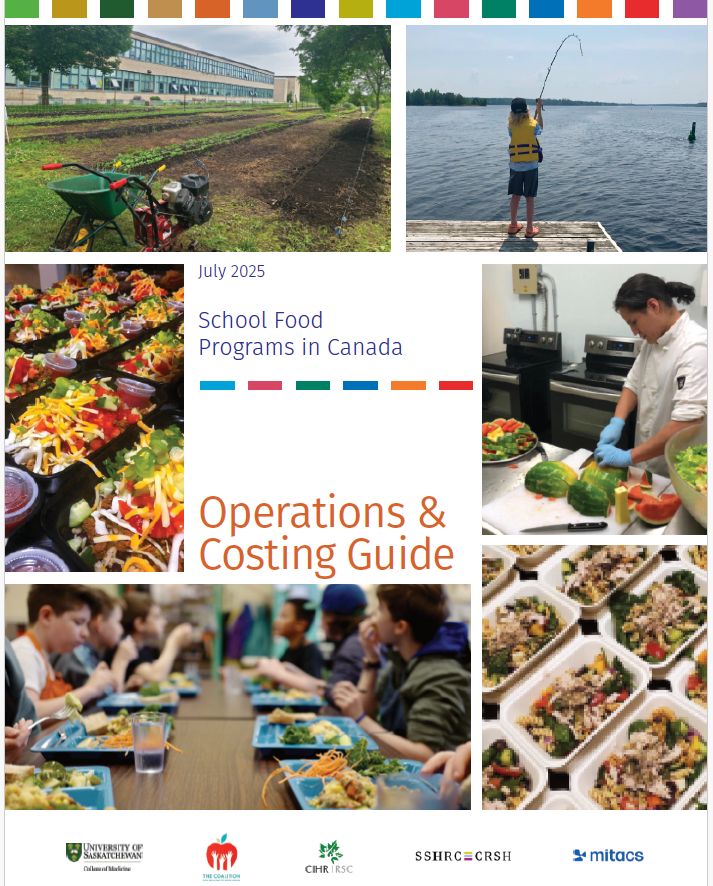 July 2025
School Food
Programs in Canada
Operations &
Costing Guide
UNIVERSITY OF
SASKATCHEWAN
College of Medicine
THE COALITION
CIHR IRSC
SSHRC CRSH
mitacs